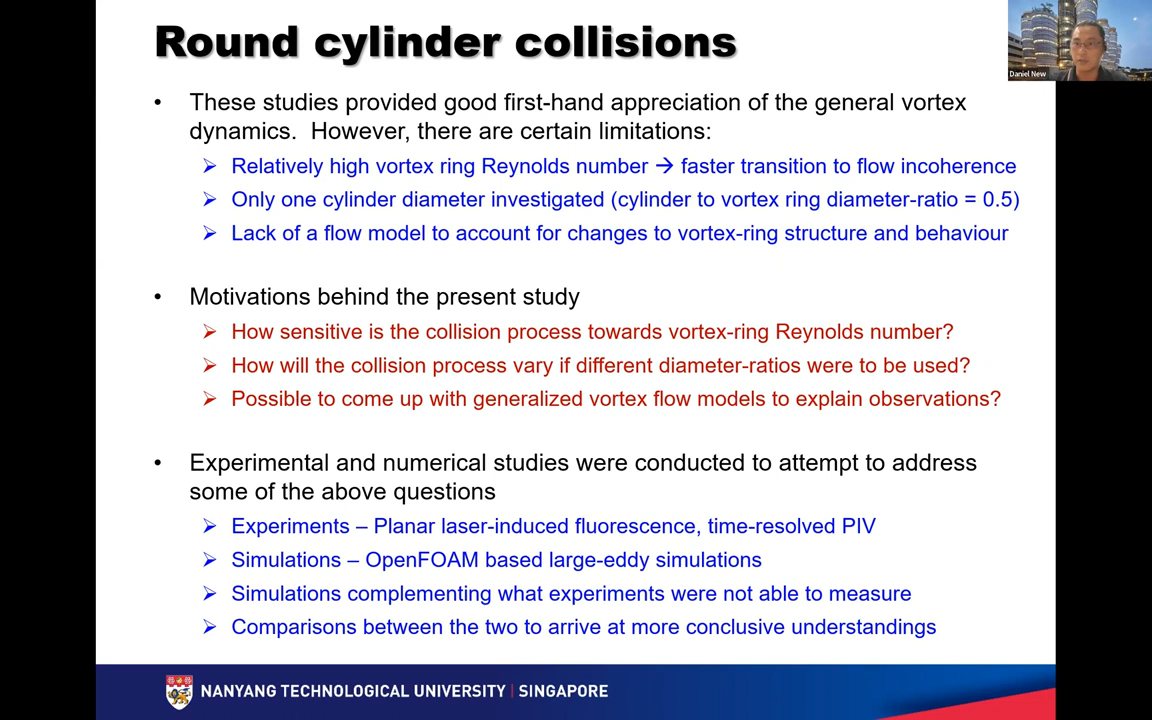 Round cylinder collisions
Daniel New
• These studies provided good first-hand appreciation of the general vortex
dynamics. However, there are certain limitations:
➢ Relatively high vortex ring Reynolds number → faster transition to flow incoherence
➢ Only one cylinder diameter investigated (cylinder to vortex ring diameter-ratio = 0.5)
➢ Lack of a flow model to account for changes to vortex-ring structure and behaviour
• Motivations behind the present study
➢ How sensitive is the collision process towards vortex-ring Reynolds number?
➢ How will the collision process vary if different diameter-ratios were to be used?
➢ Possible to come up with generalized vortex flow models to explain observations?
• Experimental and numerical studies were conducted to attempt to address
some of the above questions
➢ Experiments – Planar laser-induced fluorescence, time-resolved PIV
➢ Simulations – OpenFOAM based large-eddy simulations
➢ Simulations complementing what experiments were not able to measure
➢ Comparisons between the two to arrive at more conclusive understandings
NANYANG TECHNOLOGICAL UNIVERSITY | SINGAPORE